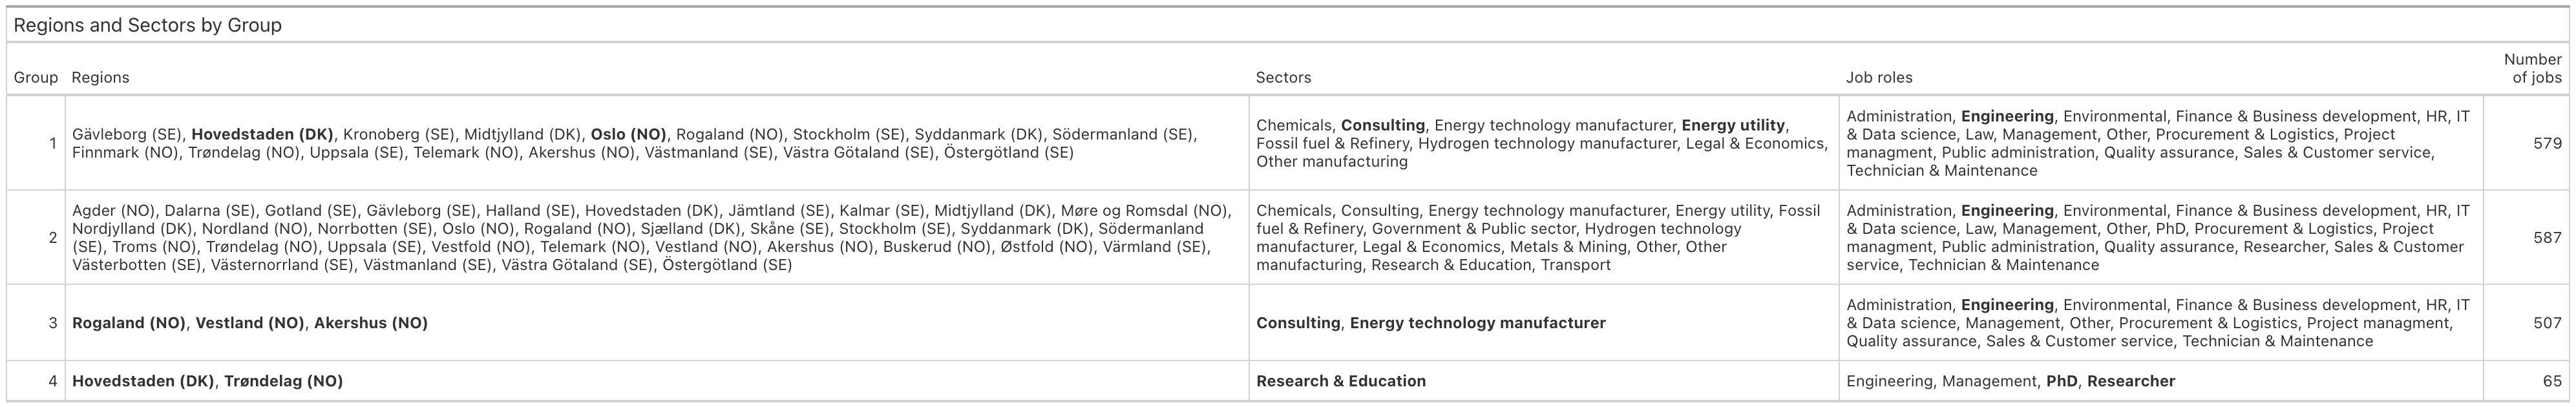 Regions and Sectors by Group
Group Regions Sectors Job roles Number of jobs
1
Gävleborg (SE), Hovedstaden (DK), Kronoberg (SE), Midtjylland (DK), Oslo (NO), Rogaland (NO), Stockholm (SE), Syddanmark (DK), Södermanland (SE),
Finnmark (NO), Trøndelag (NO), Uppsala (SE), Telemark (NO), Akershus (NO), Västmanland (SE), Västra Götaland (SE), Östergötland (SE)
Chemicals, Consulting, Energy technology manufacturer, Energy utility,
Fossil fuel & Refinery, Hydrogen technology manufacturer, Legal & Economics,
Other manufacturing
Administration, Engineering, Environmental, Finance & Business development, HR, IT
& Data science, Law, Management, Other, Procurement & Logistics, Project
managment, Public administration, Quality assurance, Sales & Customer service,
Technician & Maintenance
579
2
Agder (NO), Dalarna (SE), Gotland (SE), Gävleborg (SE), Halland (SE), Hovedstaden (DK), Jämtland (SE), Kalmar (SE), Midtjylland (DK), Møre og Romsdal (NO),
Nordjylland (DK), Nordland (NO), Norrbotten (SE), Oslo (NO), Rogaland (NO), Sjælland (DK), Skåne (SE), Stockholm (SE), Syddanmark (DK), Södermanland
(SE), Troms (NO), Trøndelag (NO), Uppsala (SE), Vestfold (NO), Telemark (NO), Vestland (NO), Akershus (NO), Buskerud (NO), Østfold (NO), Värmland (SE),
Västerbotten (SE), Västernorrland (SE), Västmanland (SE), Västra Götaland (SE), Östergötland (SE)
Chemicals, Consulting, Energy technology manufacturer, Energy utility, Fossil
fuel & Refinery, Government & Public sector, Hydrogen technology
manufacturer, Legal & Economics, Metals & Mining, Other, Other
manufacturing, Research & Education, Transport
Administration, Engineering, Environmental, Finance & Business development, HR, IT
& Data science, Law, Management, Other, PhD, Procurement & Logistics, Project
managment, Public administration, Quality assurance, Researcher, Sales & Customer
service, Technician & Maintenance
587
3
Rogaland (NO), Vestland (NO), Akershus (NO)
Consulting, Energy technology manufacturer
Administration, Engineering, Environmental, Finance & Business development, HR, IT
& Data science, Management, Other, Procurement & Logistics, Project managment,
Quality assurance, Sales & Customer service, Technician & Maintenance
507
4
Hovedstaden (DK), Trøndelag (NO)
Research & Education
Engineering, Management, PhD, Researcher
65